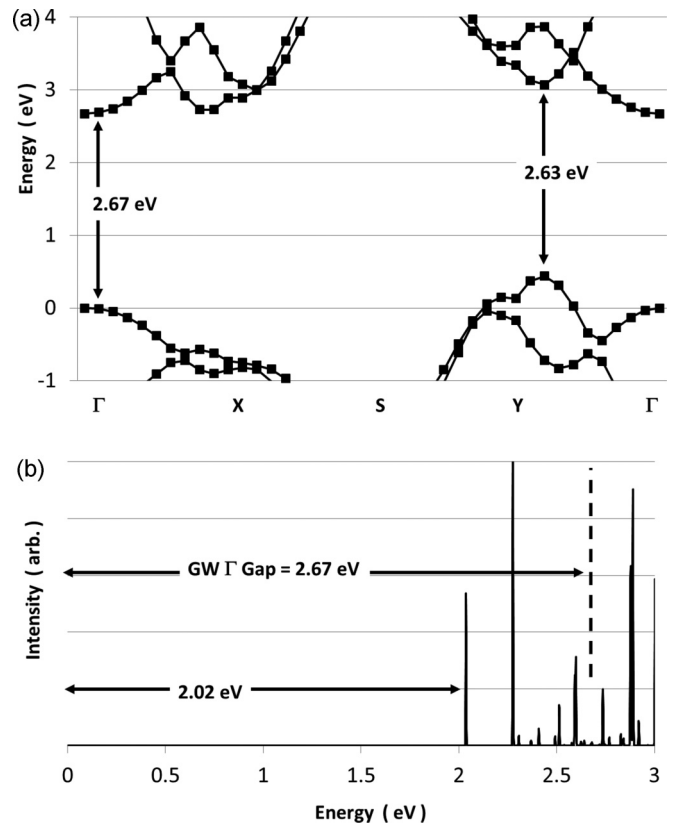 (a)
4
3
2
1
0
-1
Energy ( eV )
2.67 eV
2.63 eV
Γ X S Y Γ
(b)
Intensity ( arb. )
GW Γ Gap = 2.67 eV
2.02 eV
0 0.5 1 1.5 2 2.5 3
Energy ( eV )